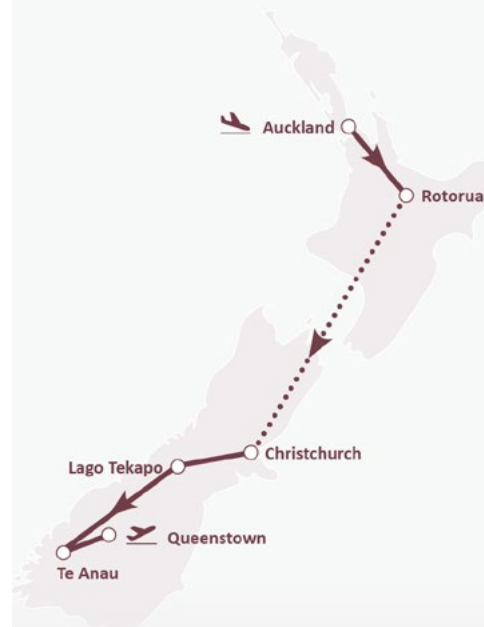 Auckland
Rotorua
Christchurch
Lago Tekapo
Queenstown
Te Anau